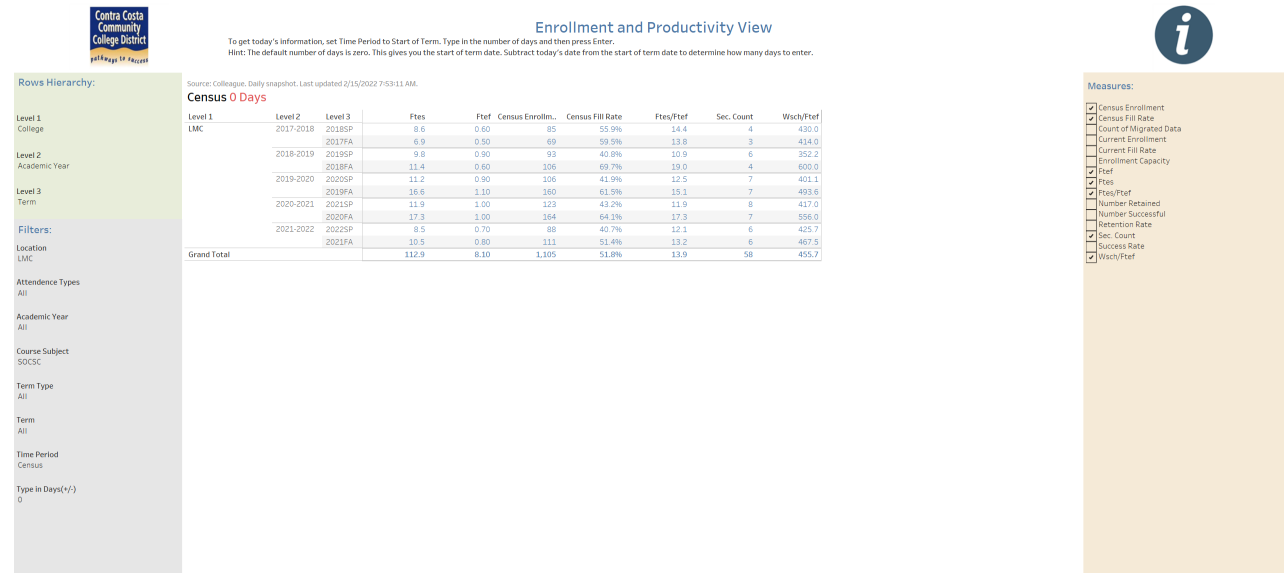 Contra Costa
Community
College District
pathways to success
Enrollment and Productivity View
To get today's information, set Time Period to Start of Term. Type in the number of days and then press Enter.
Hint: The default number of days is zero. This gives you the start of term date. Subtract today's date from the start of term date to determine how many days to enter.
i
Rows Hierarchy:
Level 1
College
Level 2
Academic Year
Level 3
Term
Filters:
Location
LMC
Attendence Types
All
Academic Year
All
Course Subject
SOCSC
Term Type
All
Term
All
Time Period
Census
Type in Days(+/-)
0
Source: Colleague. Daily snapshot. Last updated 2/15/2022 7:53:11 AM.
Census 0 Days
Level 1 Level 2 Level 3 Ftes Ftef Census Enrollm.. Census Fill Rate Ftes/Ftef Sec. Count Wsch/Ftef
LMC 2017-2018 2018SP 8.6 0.60 85 55.9% 14.4 4 430.0
2017FA 6.9 0.50 69 59.5% 13.8 3 414.0
2018-2019 2019SP 9.8 0.90 93 40.8% 10.9 6 352.2
2018FA 11.4 0.60 106 69.7% 19.0 4 600.0
2019-2020 2020SP 11.2 0.90 106 41.9% 12.5 7 401.1
2019FA 16.6 1.10 160 61.5% 15.1 7 493.6
2020-2021 2021SP 11.9 1.00 123 43.2% 11.9 8 417.0
2020FA 17.3 1.00 164 64.1% 17.3 7 556.0
2021-2022 2022SP 8.5 0.70 88 40.7% 12.1 6 425.7
2021FA 10.5 0.80 111 51.4% 13.2 6 467.5
Grand Total 112.9 8.10 1,105 51.8% 13.9 58 455.7
Measures:
Census Enrollment
Census Fill Rate
Count of Migrated Data
Current Enrollment
Current Fill Rate
Enrollment Capacity
Ftef
Ftes
Ftes/Ftef
Number Retained
Number Successful
Retention Rate
Sec. Count
Success Rate
Wsch/Ftef